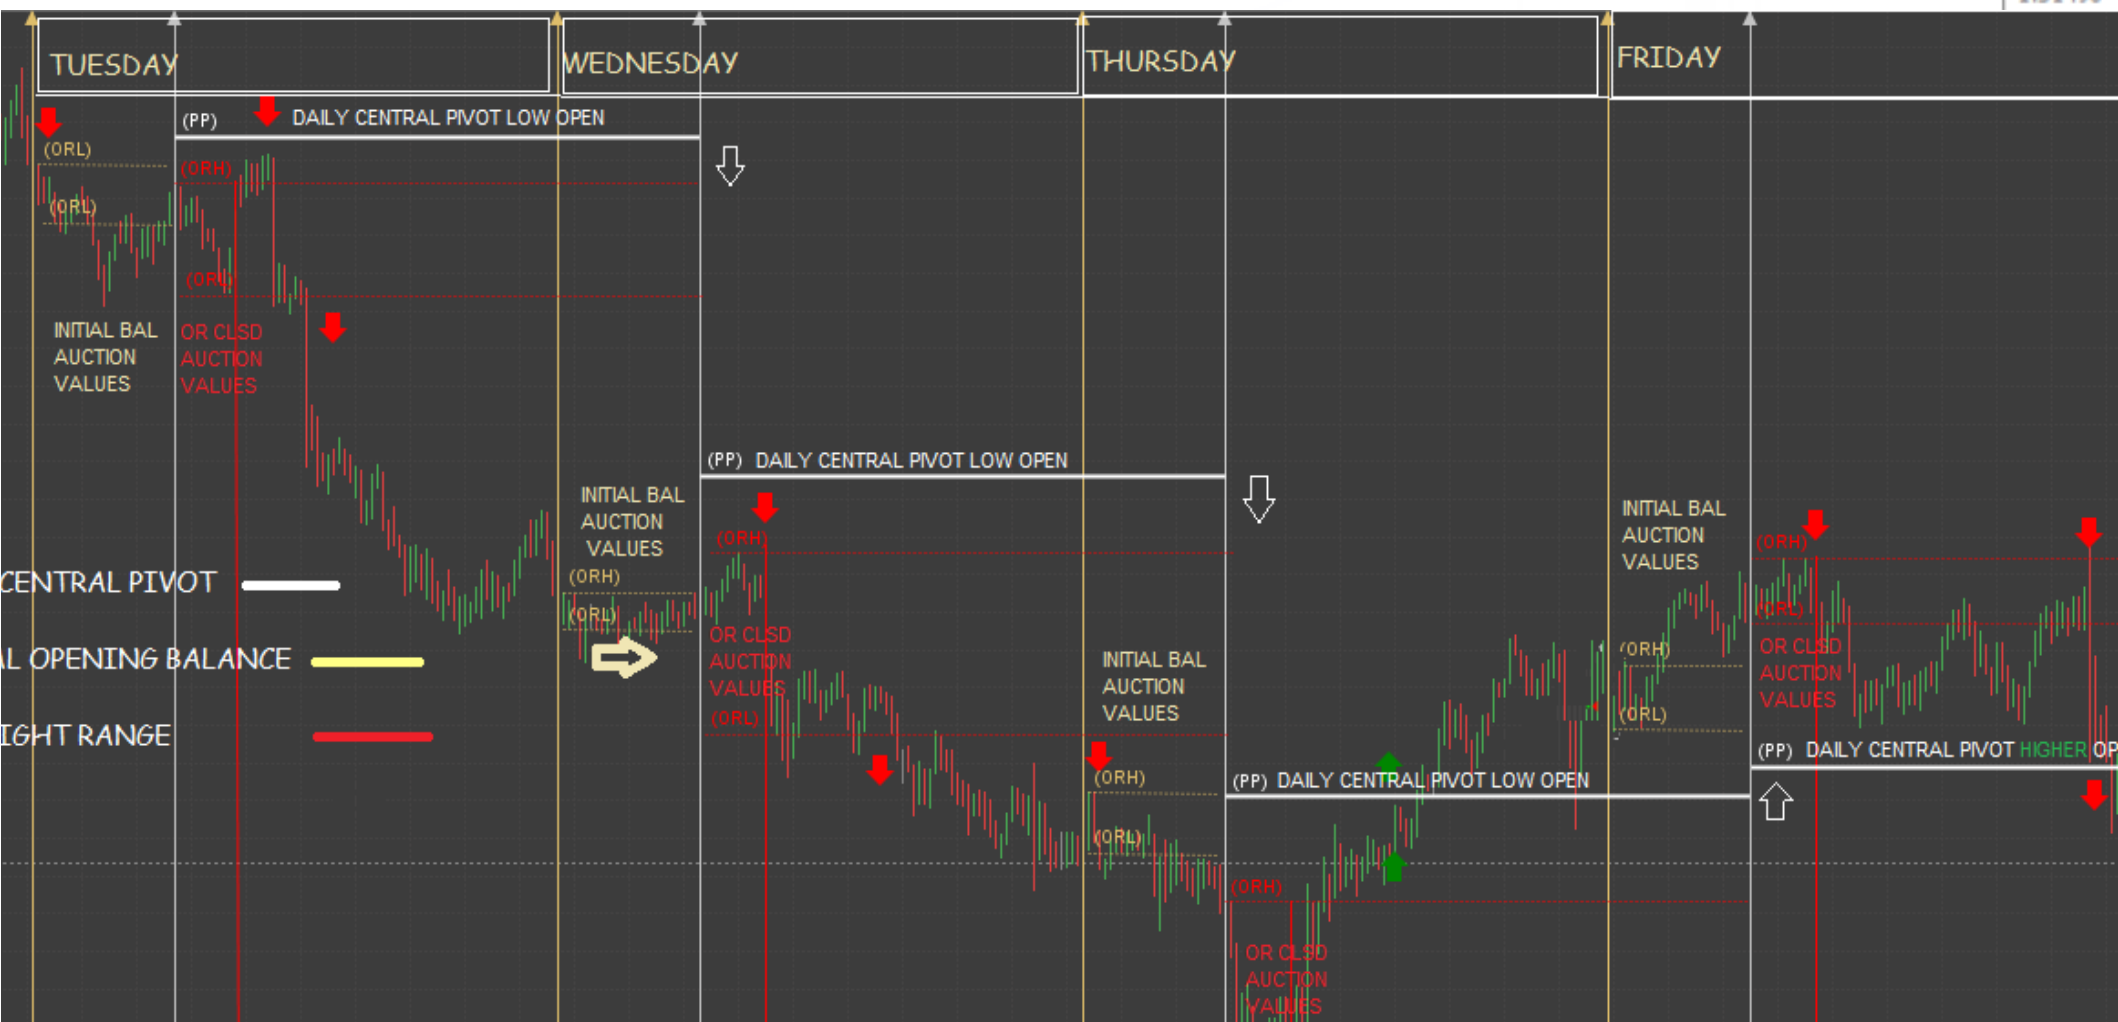 TUESDAY
WEDNESDAY
THURSDAY
FRIDAY
(PP) DAILY CENTRAL PIVOT LOW OPEN
(ORL)
(ORH)
(ORL)
(ORL)
INITIAL BAL
AUCTION
VALUES
OR CLSD
AUCTION
VALUES
CENTRAL PIVOT
L OPENING BALANCE
IGHT RANGE
INITIAL BAL
AUCTION
VALUES
(ORH)
(ORL)
(PP) DAILY CENTRAL PIVOT LOW OPEN
(ORH)
OR CLSD
AUCTION
VALUES
(ORL)
INITIAL BAL
AUCTION
VALUES
(ORH)
(ORL)
(PP) DAILY CENTRAL PIVOT LOW OPEN
(ORH)
OR CLSD
AUCTION
VALUES
INITIAL BAL
AUCTION
VALUES
(ORH)
(ORL)
(ORH)
(ORL)
OR CLSD
AUCTION
VALUES
(PP) DAILY CENTRAL PIVOT HIGHER OP